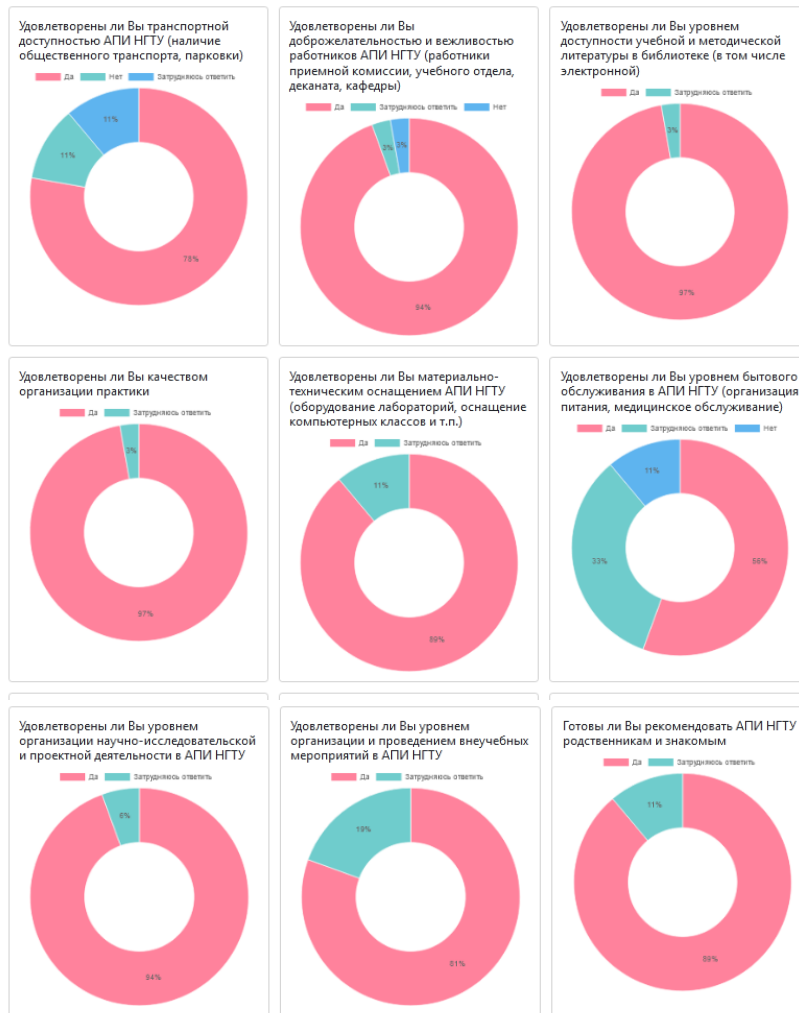 Удовлетворены ли Вы транспортной
доступностью АПИ НГТУ (наличие
общественного транспорта, парковки)
Да Нет Затрудняюсь ответить
11%
11%
78%
Удовлетворены ли Вы
доброжелательностью и вежливостью
работников АПИ НГТУ (работники
приемной комиссии, учебного отдела,
деканата, кафедры)
Да Затрудняюсь ответить Нет
3% 3%
94%
Удовлетворены ли Вы уровнем
доступности учебной и методической
литературы в библиотеке (в том числе
электронной)
Да Затрудняюсь ответить
3%
97%
Удовлетворены ли Вы качеством
организации практики
Да Затрудняюсь ответить
3%
97%
Удовлетворены ли Вы материально-
техническим оснащением АПИ НГТУ
(оборудование лабораторий, оснащение
компьютерных классов и т.п.)
Да Затрудняюсь ответить
11%
89%
Удовлетворены ли Вы уровнем бытового
обслуживания в АПИ НГТУ (организация
питания, медицинское обслуживание)
Да Затрудняюсь ответить Нет
11%
33%
56%
Удовлетворены ли Вы уровнем
организации научно-исследовательской
и проектной деятельности в АПИ НГТУ
Да Затрудняюсь ответить
6%
94%
Удовлетворены ли Вы уровнем
организации и проведением внеучебных
мероприятий в АПИ НГТУ
Да Затрудняюсь ответить
19%
81%
Готовы ли Вы рекомендовать АПИ НГТУ
родственникам и знакомым
Да Затрудняюсь ответить
11%
89%